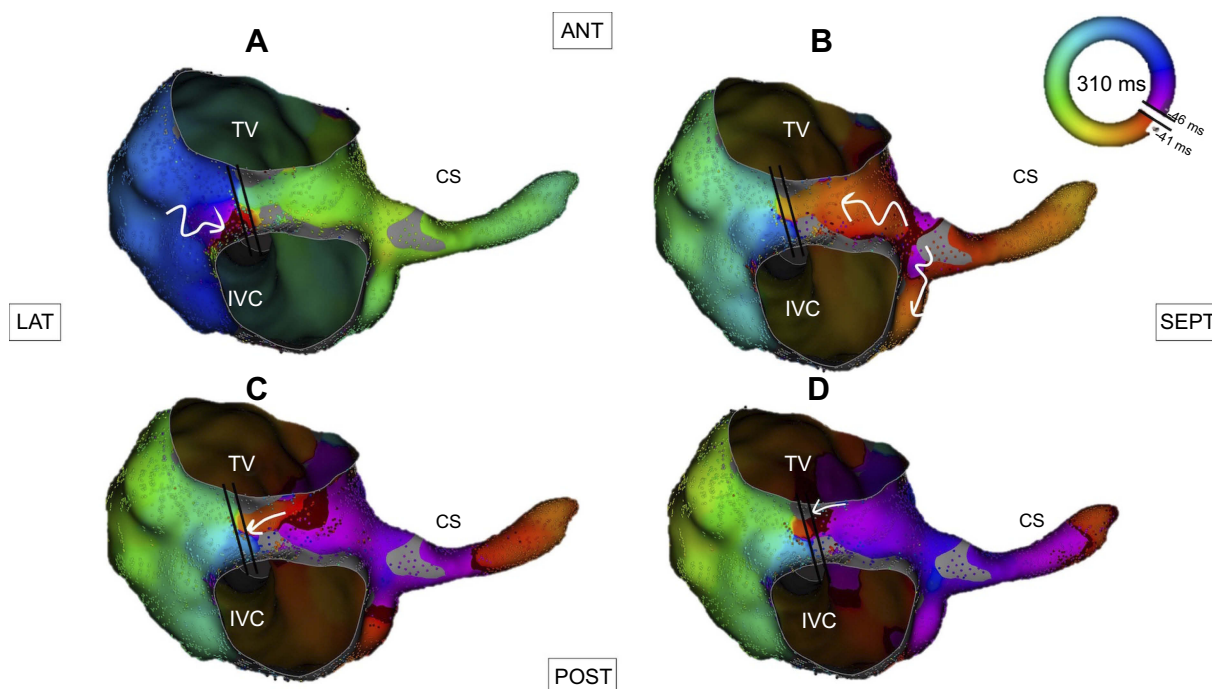 A
ANT
B
310 ms
-46 ms
-41 ms
TV
CS
IVC
TV
CS
IVC
LAT
SEPT
C
D
TV
CS
IVC
TV
CS
IVC
POST